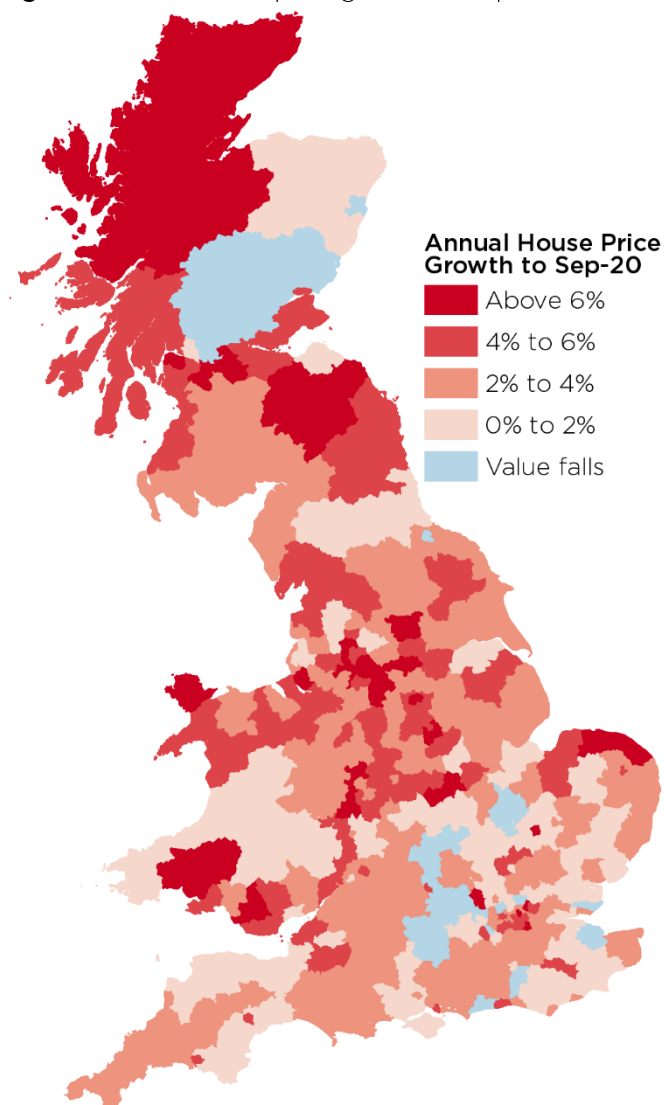 Annual House Price
Growth to Sep-20
Above 6%
4% to 6%
2% to 4%
0% to 2%
Value falls